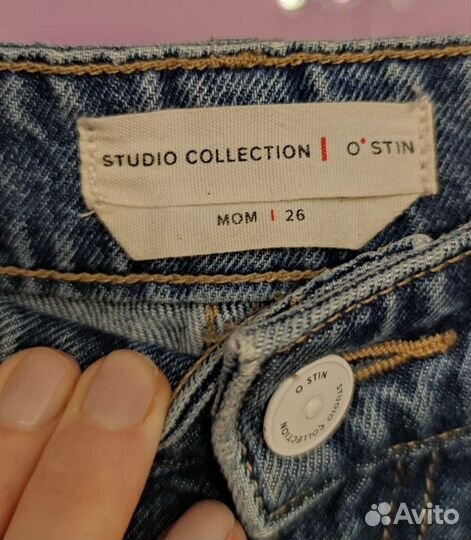 STUDIO COLLECTION | O'STIN
MOM | 26
O STIN
STUDIO COLLECTION
Avito